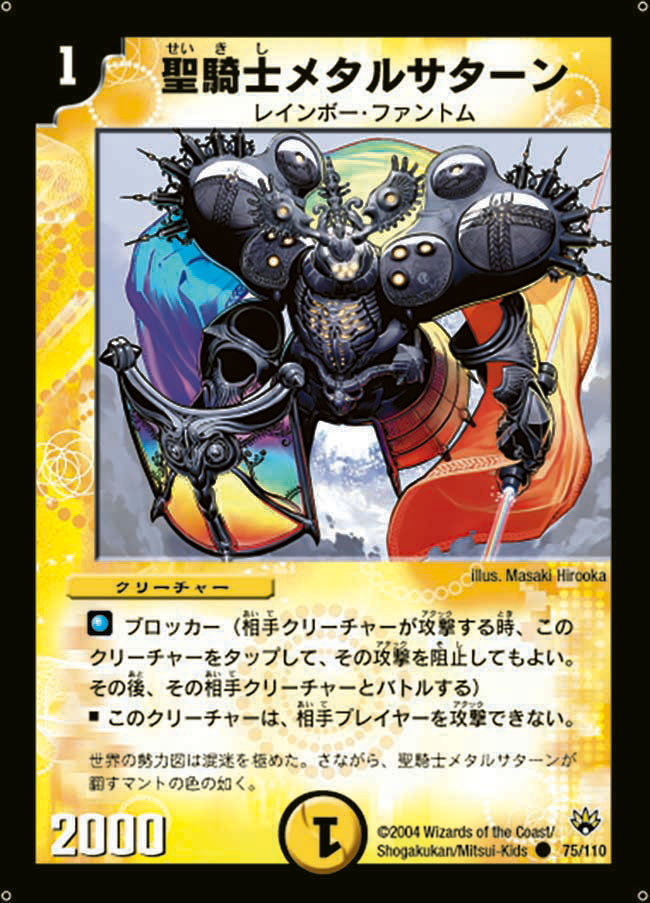 1
せいきし
聖騎士メタルサターン
レインボー・ファントム
illus. Masaki Hirooka
クリーチャー
ブロッカー（相手クリーチャーが攻撃する時、この
クリーチャーをタップして、その攻撃を阻止してもよい。
その後、その相手クリーチャーとバトルする）
■ このクリーチャーは、相手プレイヤーを攻撃できない。
世界の勢力図は混迷を極めた。さながら、聖騎士メタルサターンが
翻すマントの色の如く。
2000
1
©2004 Wizards of the Coast/
Shogakukan/Mitsui-Kids
75/110